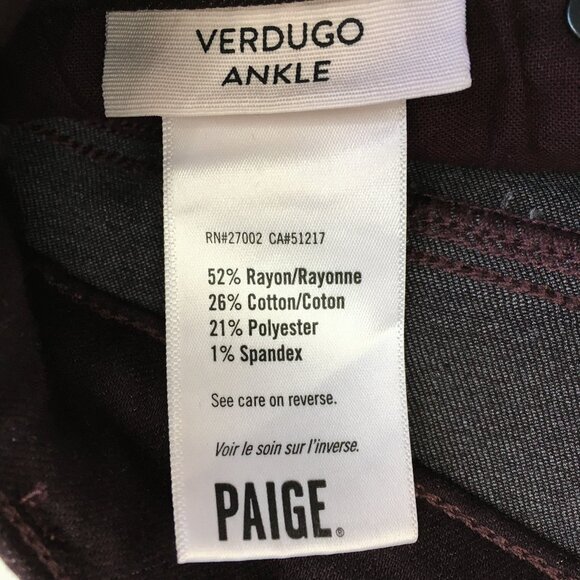 VERDUGO
ANKLE
RN#27002 CA#51217
52% Rayon/Rayonne
26% Cotton/Coton
21% Polyester
1% Spandex
See care on reverse.
Voir le soin sur l'inverse.
PAIGE®